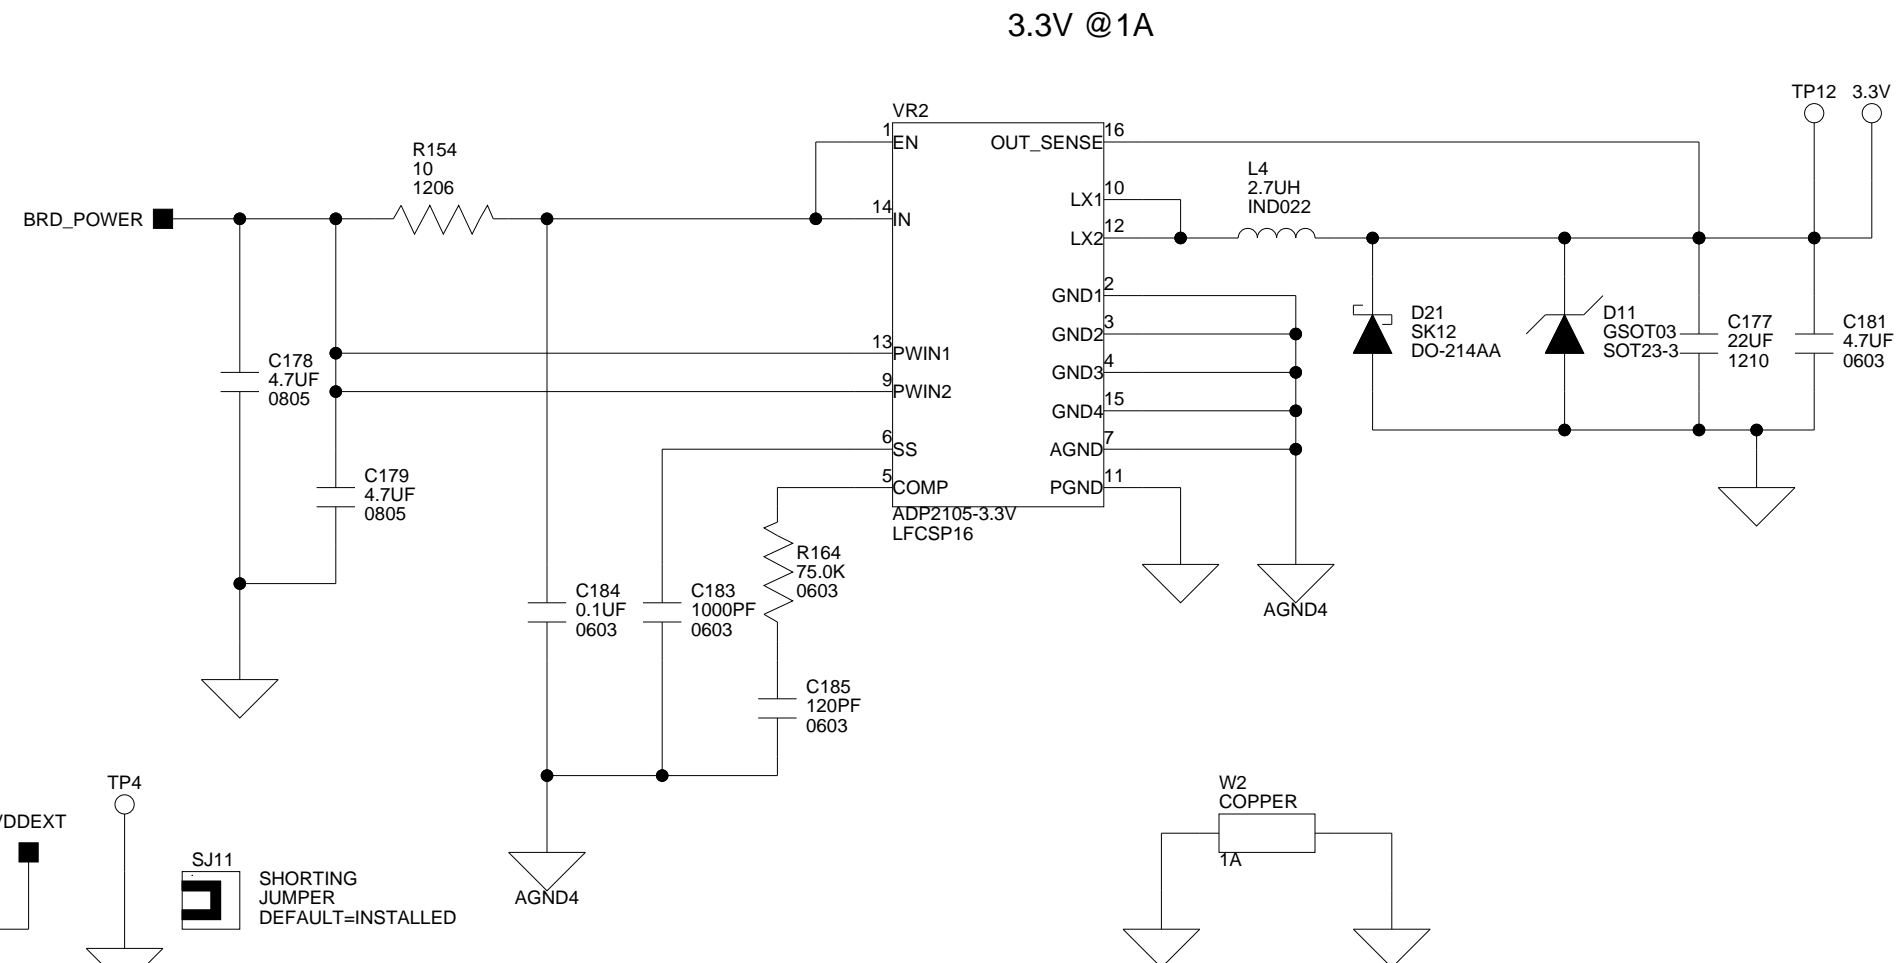 3.3V @1A
TP12
3.3V
VR2
1
EN
OUT_SENSE
16
R154
10
1206
L4
2.7UH
IND022
LX1
10
BRD_POWER
14
IN
LX2
12
GND1
2
GND2
3
D21
SK12
DO-214AA
D11
GSOT03
SOT23-3
C177
22UF
1210
C181
4.7UF
0603
13
PWIN1
GND3
4
C178
4.7UF
0805
9
PWIN2
GND4
15
6
SS
AGND
7
C179
4.7UF
0805
5
COMP
PGND
11
ADP2105-3.3V
LFCSP16
R164
75.0K
0603
C184
0.1UF
0603
C183
1000PF
0603
AGND4
C185
120PF
0603
TP4
W2
COPPER
1A
VDDEXT
SJ11
SHORTING
JUMPER
DEFAULT=INSTALLED
AGND4